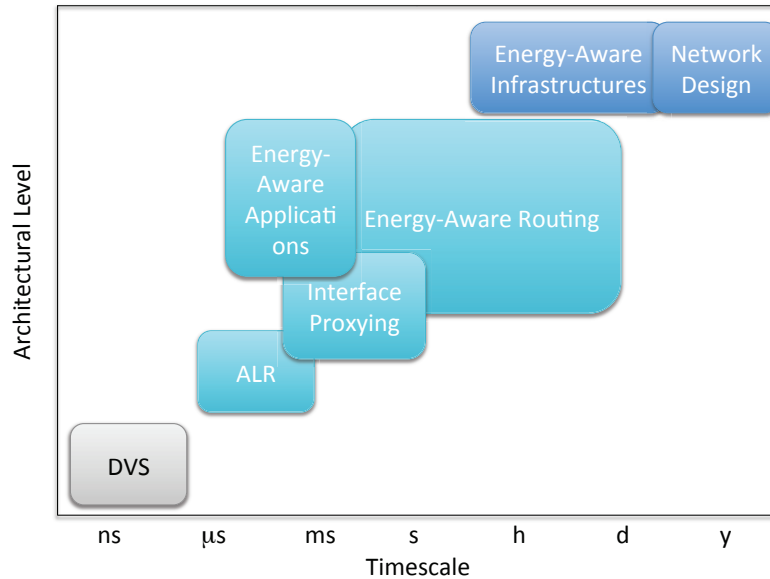 Energy-Aware
Infrastructures
Network
Design
Energy-
Aware
Applicati
ons
Energy-Aware Routing
Interface
Proxying
ALR
DVS
Architectural Level
ns μs ms s h d y
Timescale